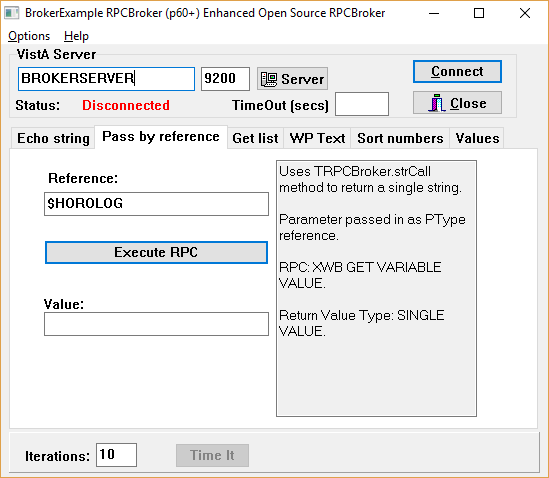 BrokerExample RPCBroker (p60+) Enhanced Open Source RPCBroker
Options Help
VistA Server
BROKERSERVER 9200 Server Connect
Status: Disconnected TimeOut (secs) Close
Echo string Pass by reference Get list WP Text Sort numbers Values
Reference:
$HOROLOG
Execute RPC
Value:
Uses TRPCBroker.strCall
method to return a single string.
Parameter passed in as PType
reference.
RPC: XWB GET VARIABLE
VALUE.
Return Value Type: SINGLE
VALUE.
Iterations: 10 Time It